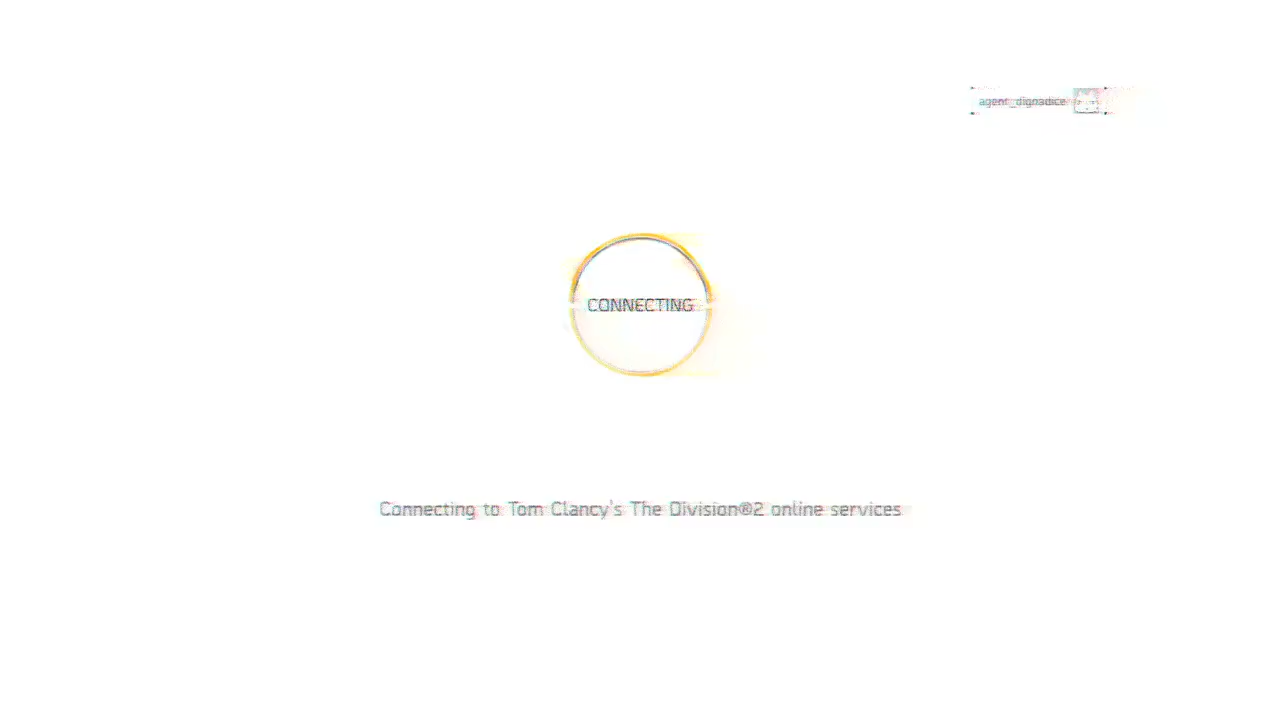 agent_dignadice
CONNECTING
Connecting to Tom Clancy's The Division®2 online services